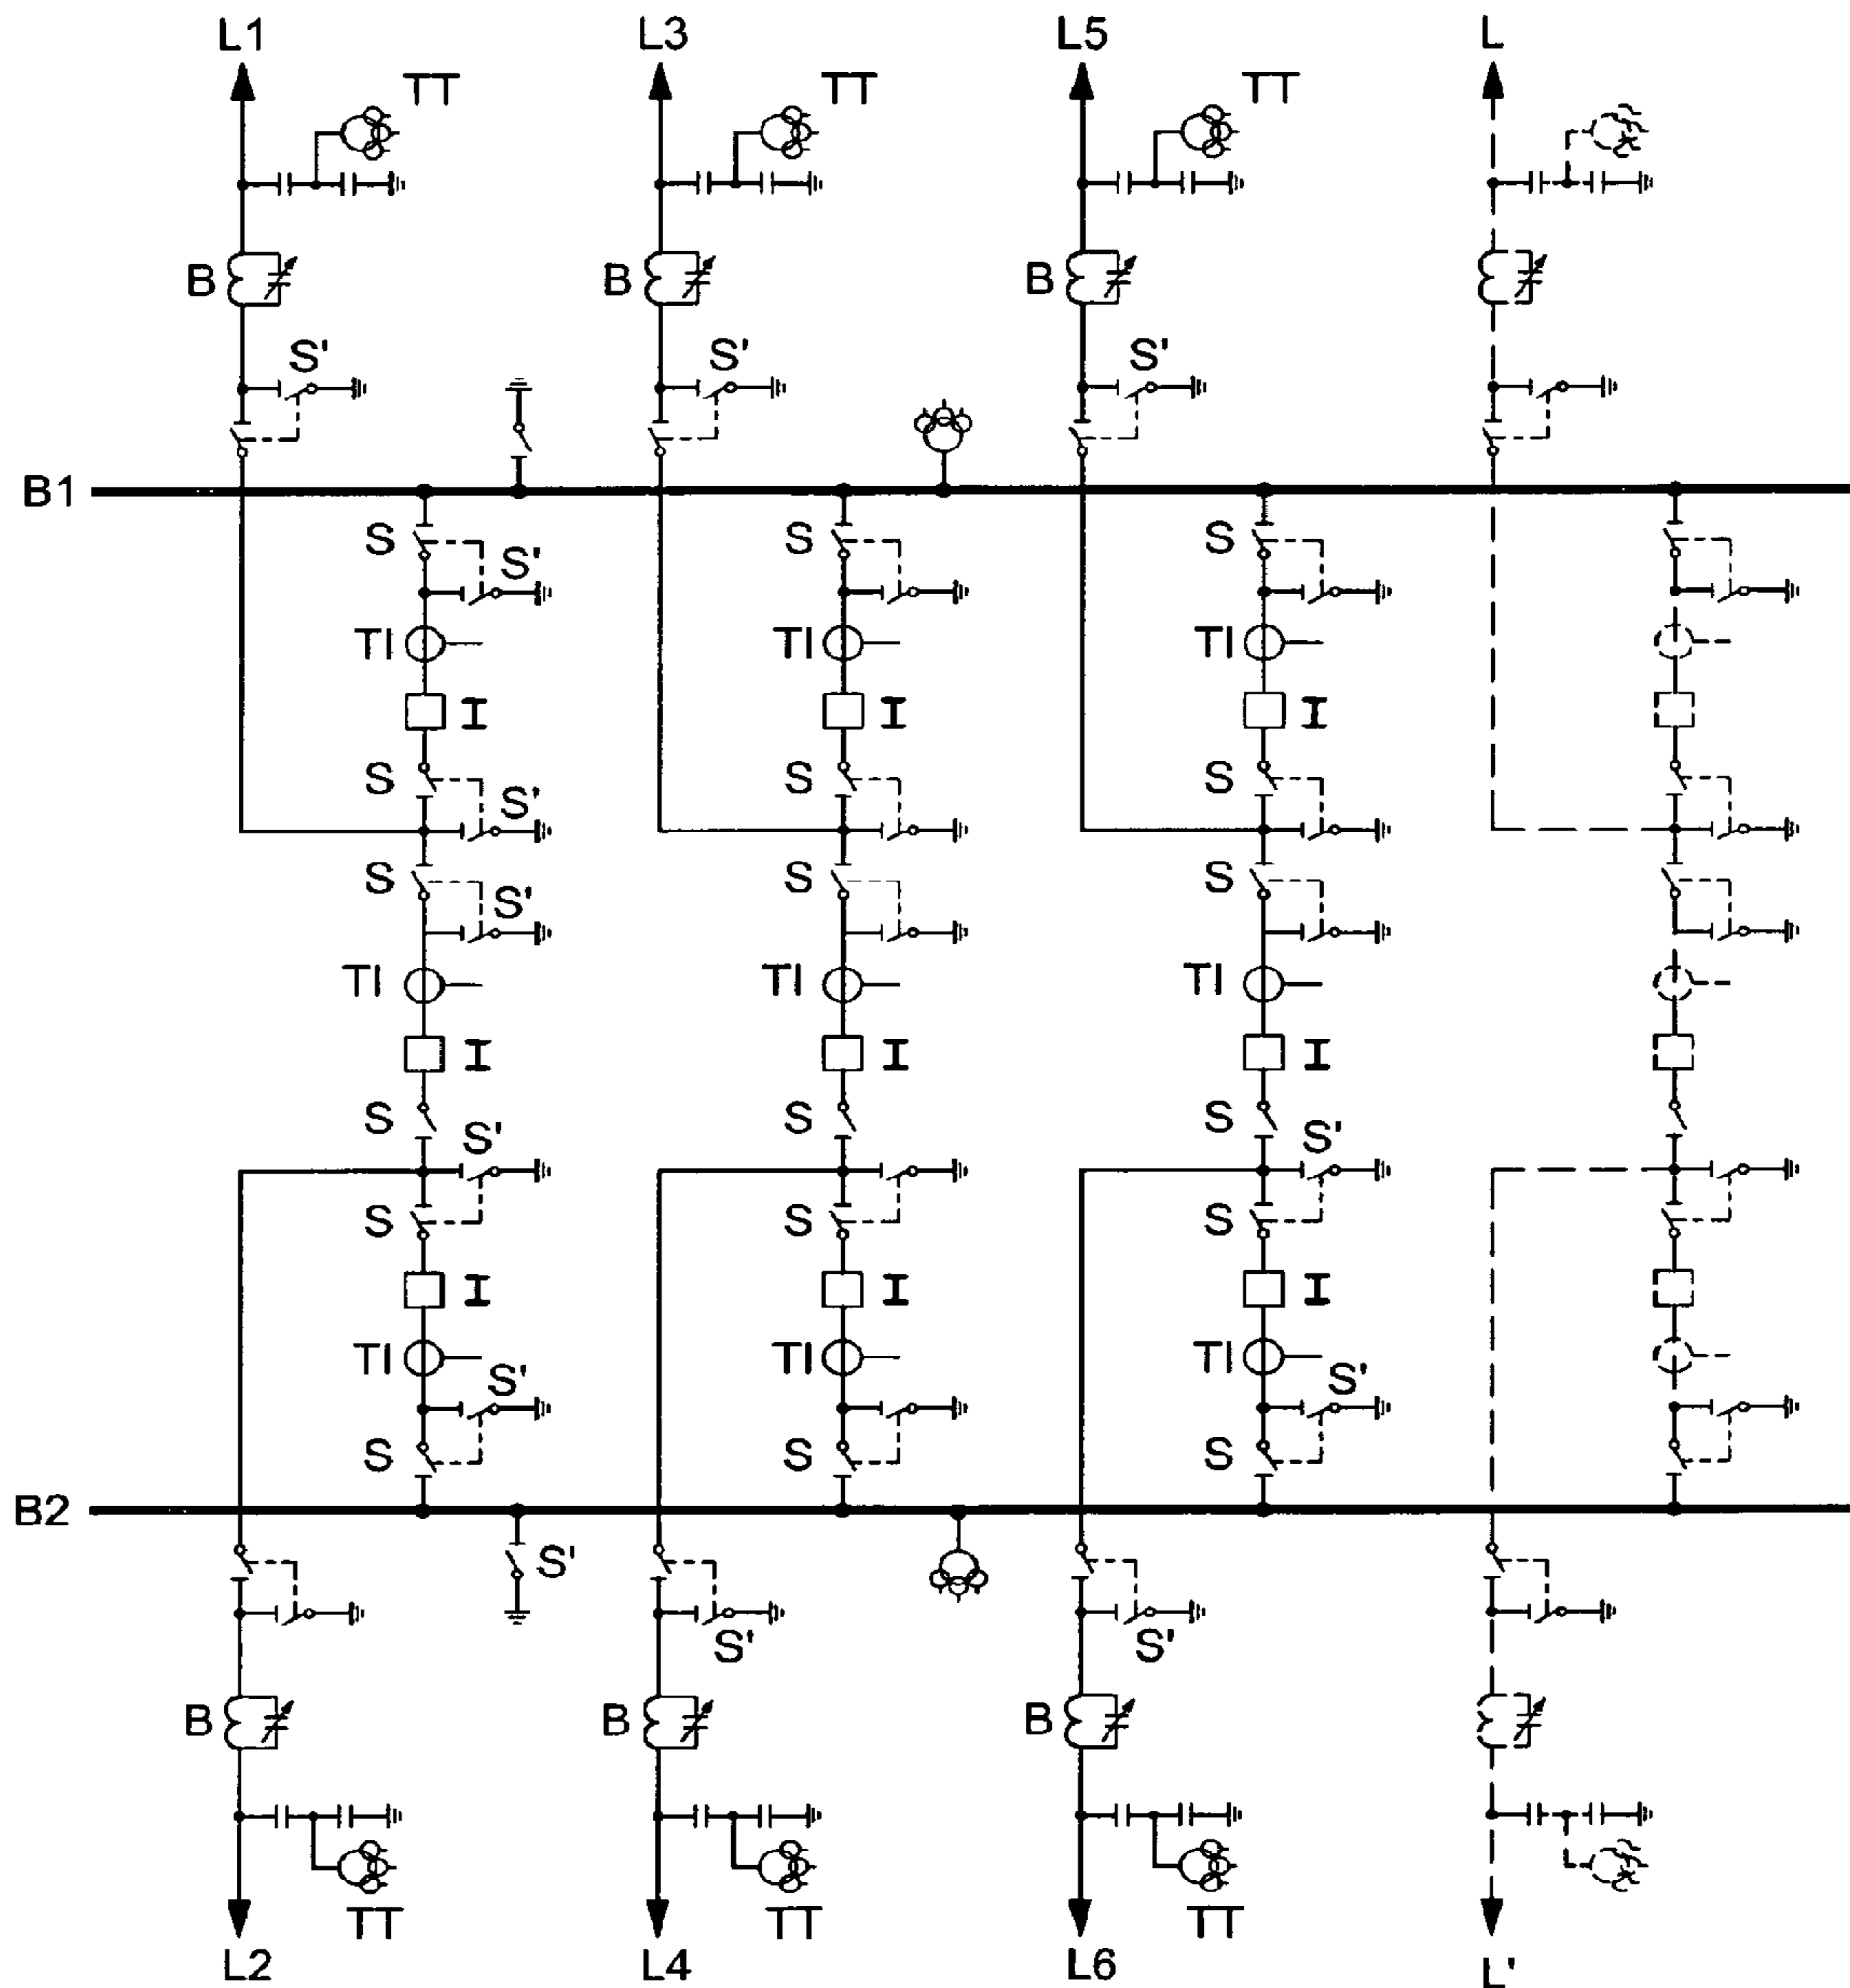 L1 L3 L5 L
TT TT TT
B B B
S' S' S'
B1
S S S
S'
TI TI TI
I I I
S S S
S'
S S S
S'
TI TI TI
I I I
S S S
S' S'
S S S
I I I
TI TI TI
S' S'
S S S
B2
S'
S' S'
B B B
TT TT TT
L2 L4 L6 L'